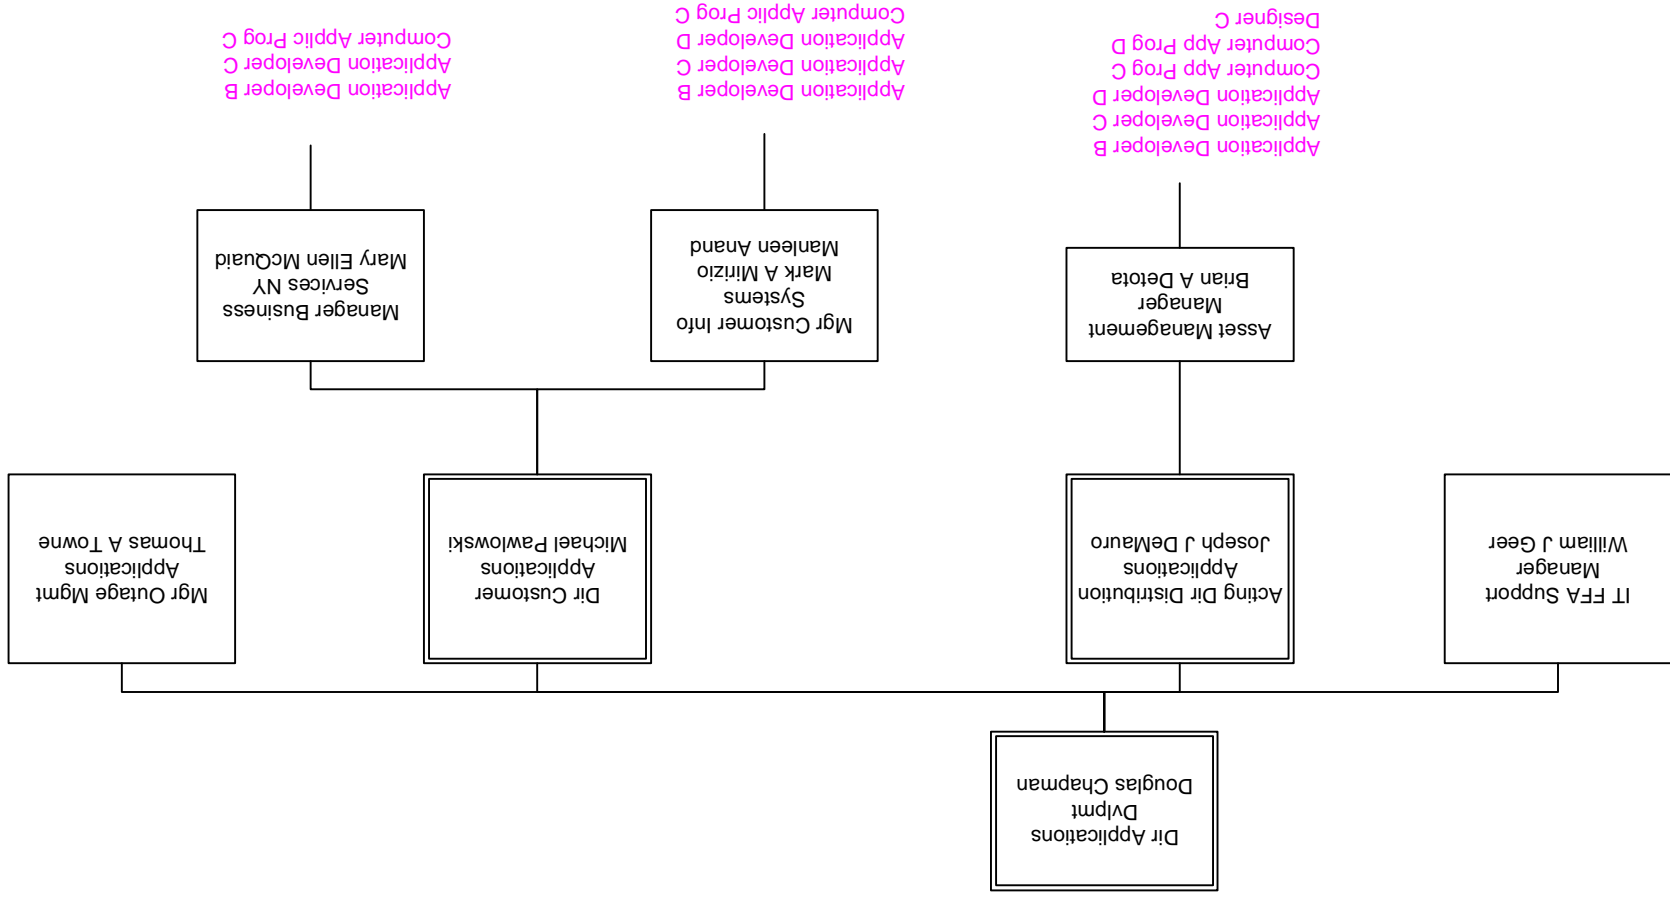 Dir Applications
Dvlpmt
Douglas Chapman
IT FFA Support
Manager
William J Geer
Acting Dir Distribution
Applications
Joseph J DeMauro
Dir Customer
Applications
Michael Pawlowski
Mgr Outage Mgmt
Applications
Thomas A Towne
Asset Management
Manager
Brian A Detota
Mgr Customer Info
Systems
Mark A Mirizio
Manleen Anand
Manager Business
Services NY
Mary Ellen McQuaid
Application Developer B
Application Developer C
Application Developer D
Computer App Prog C
Computer App Prog D
Designer C
Application Developer B
Application Developer C
Application Developer D
Computer Applic Prog C
Application Developer B
Application Developer C
Computer Applic Prog C